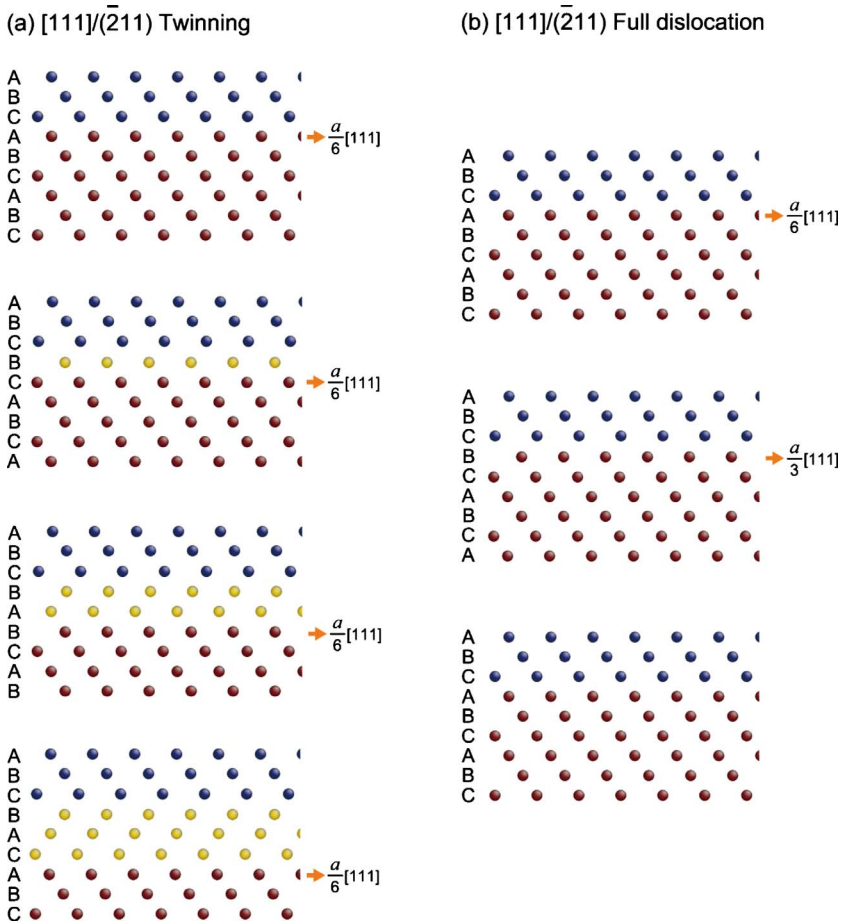 (a) [111]/(2̄11) Twinning
A
B
C
A a/6 [111]
B
C
A
B
C
A
B
C
B
C a/6 [111]
A
B
C
A
A
B
C
B
A
B a/6 [111]
C
A
B
A
B
C
B
A
C
A a/6 [111]
B
C
(b) [111]/(2̄11) Full dislocation
A
B
C
A a/6 [111]
B
C
A
B
C
A
B
C
B a/3 [111]
C
A
B
C
A
A
B
C
A
B
C
A
B
C